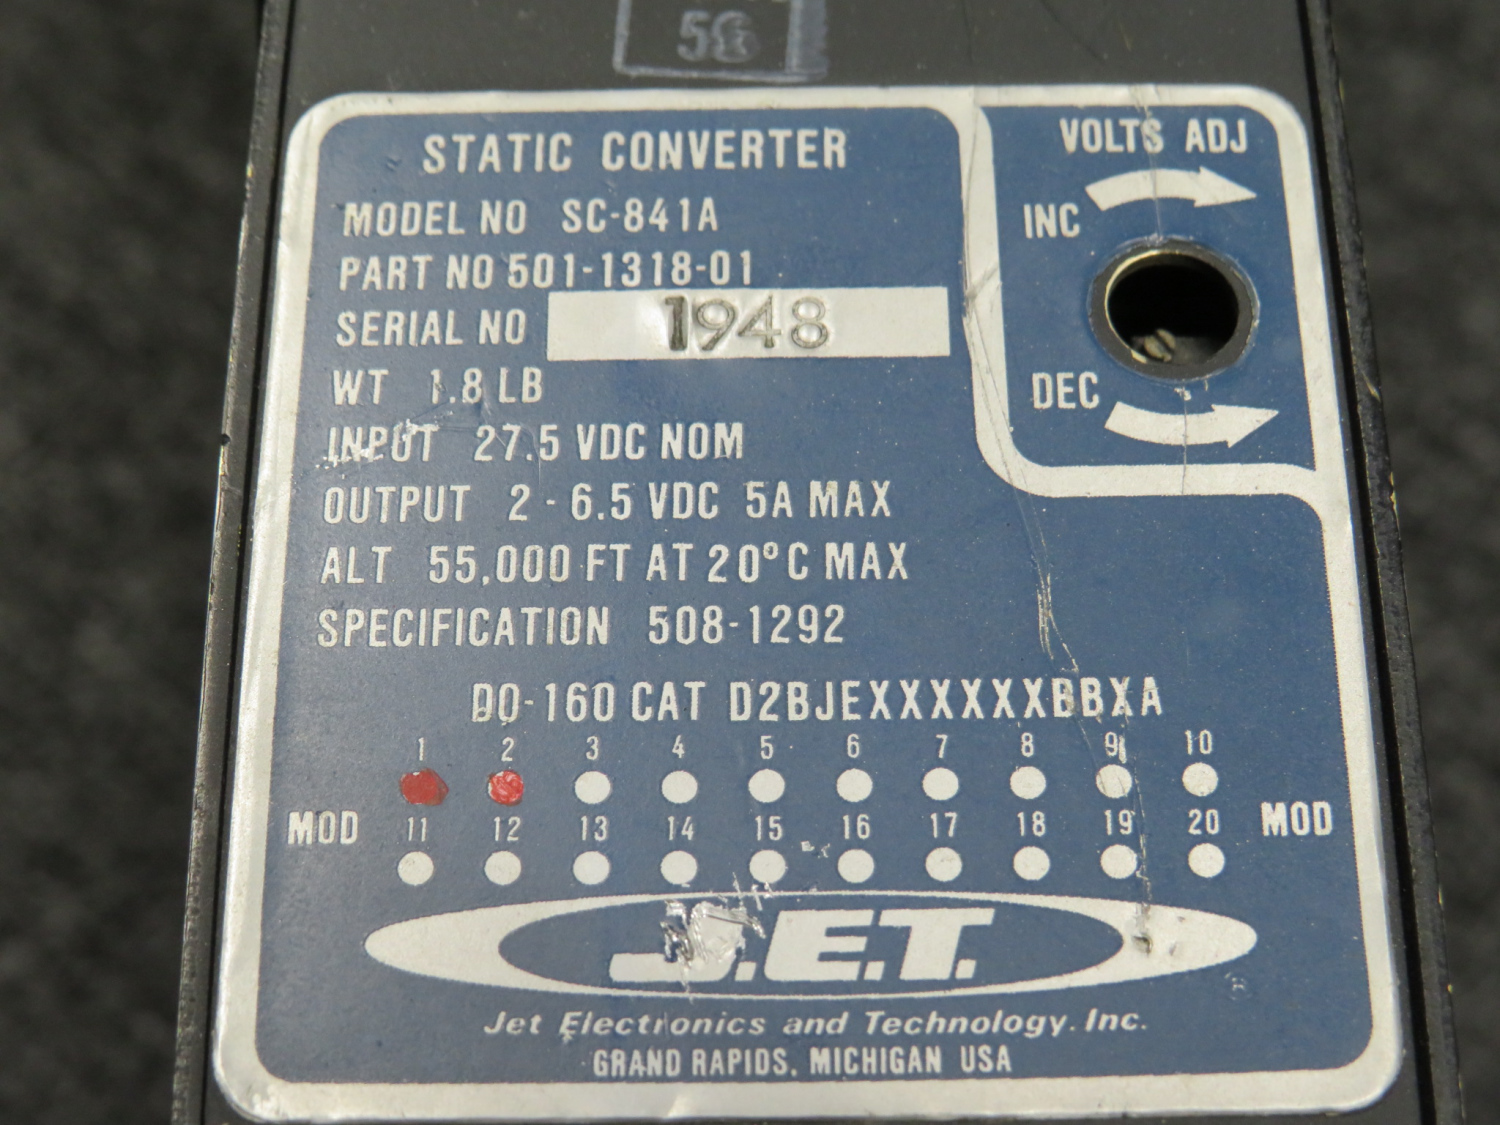 STATIC CONVERTER
MODEL NO SC-841A
PART NO 501-1318-01
SERIAL NO 1948
WT 1.8 LB
INPUT 27.5 VDC NOM
OUTPUT 2 - 6.5 VDC 5A MAX
ALT 55,000 FT AT 20°C MAX
SPECIFICATION 508-1292
VOLTS ADJ
INC
DEC
DO-160 CAT D2BJEXXXXXXBBXA
1 2 3 4 5 6 7 8 9 10
MOD 11 12 13 14 15 16 17 18 19 20 MOD
J.E.T.
®
Jet Electronics and Technology. Inc.
GRAND RAPIDS, MICHIGAN USA